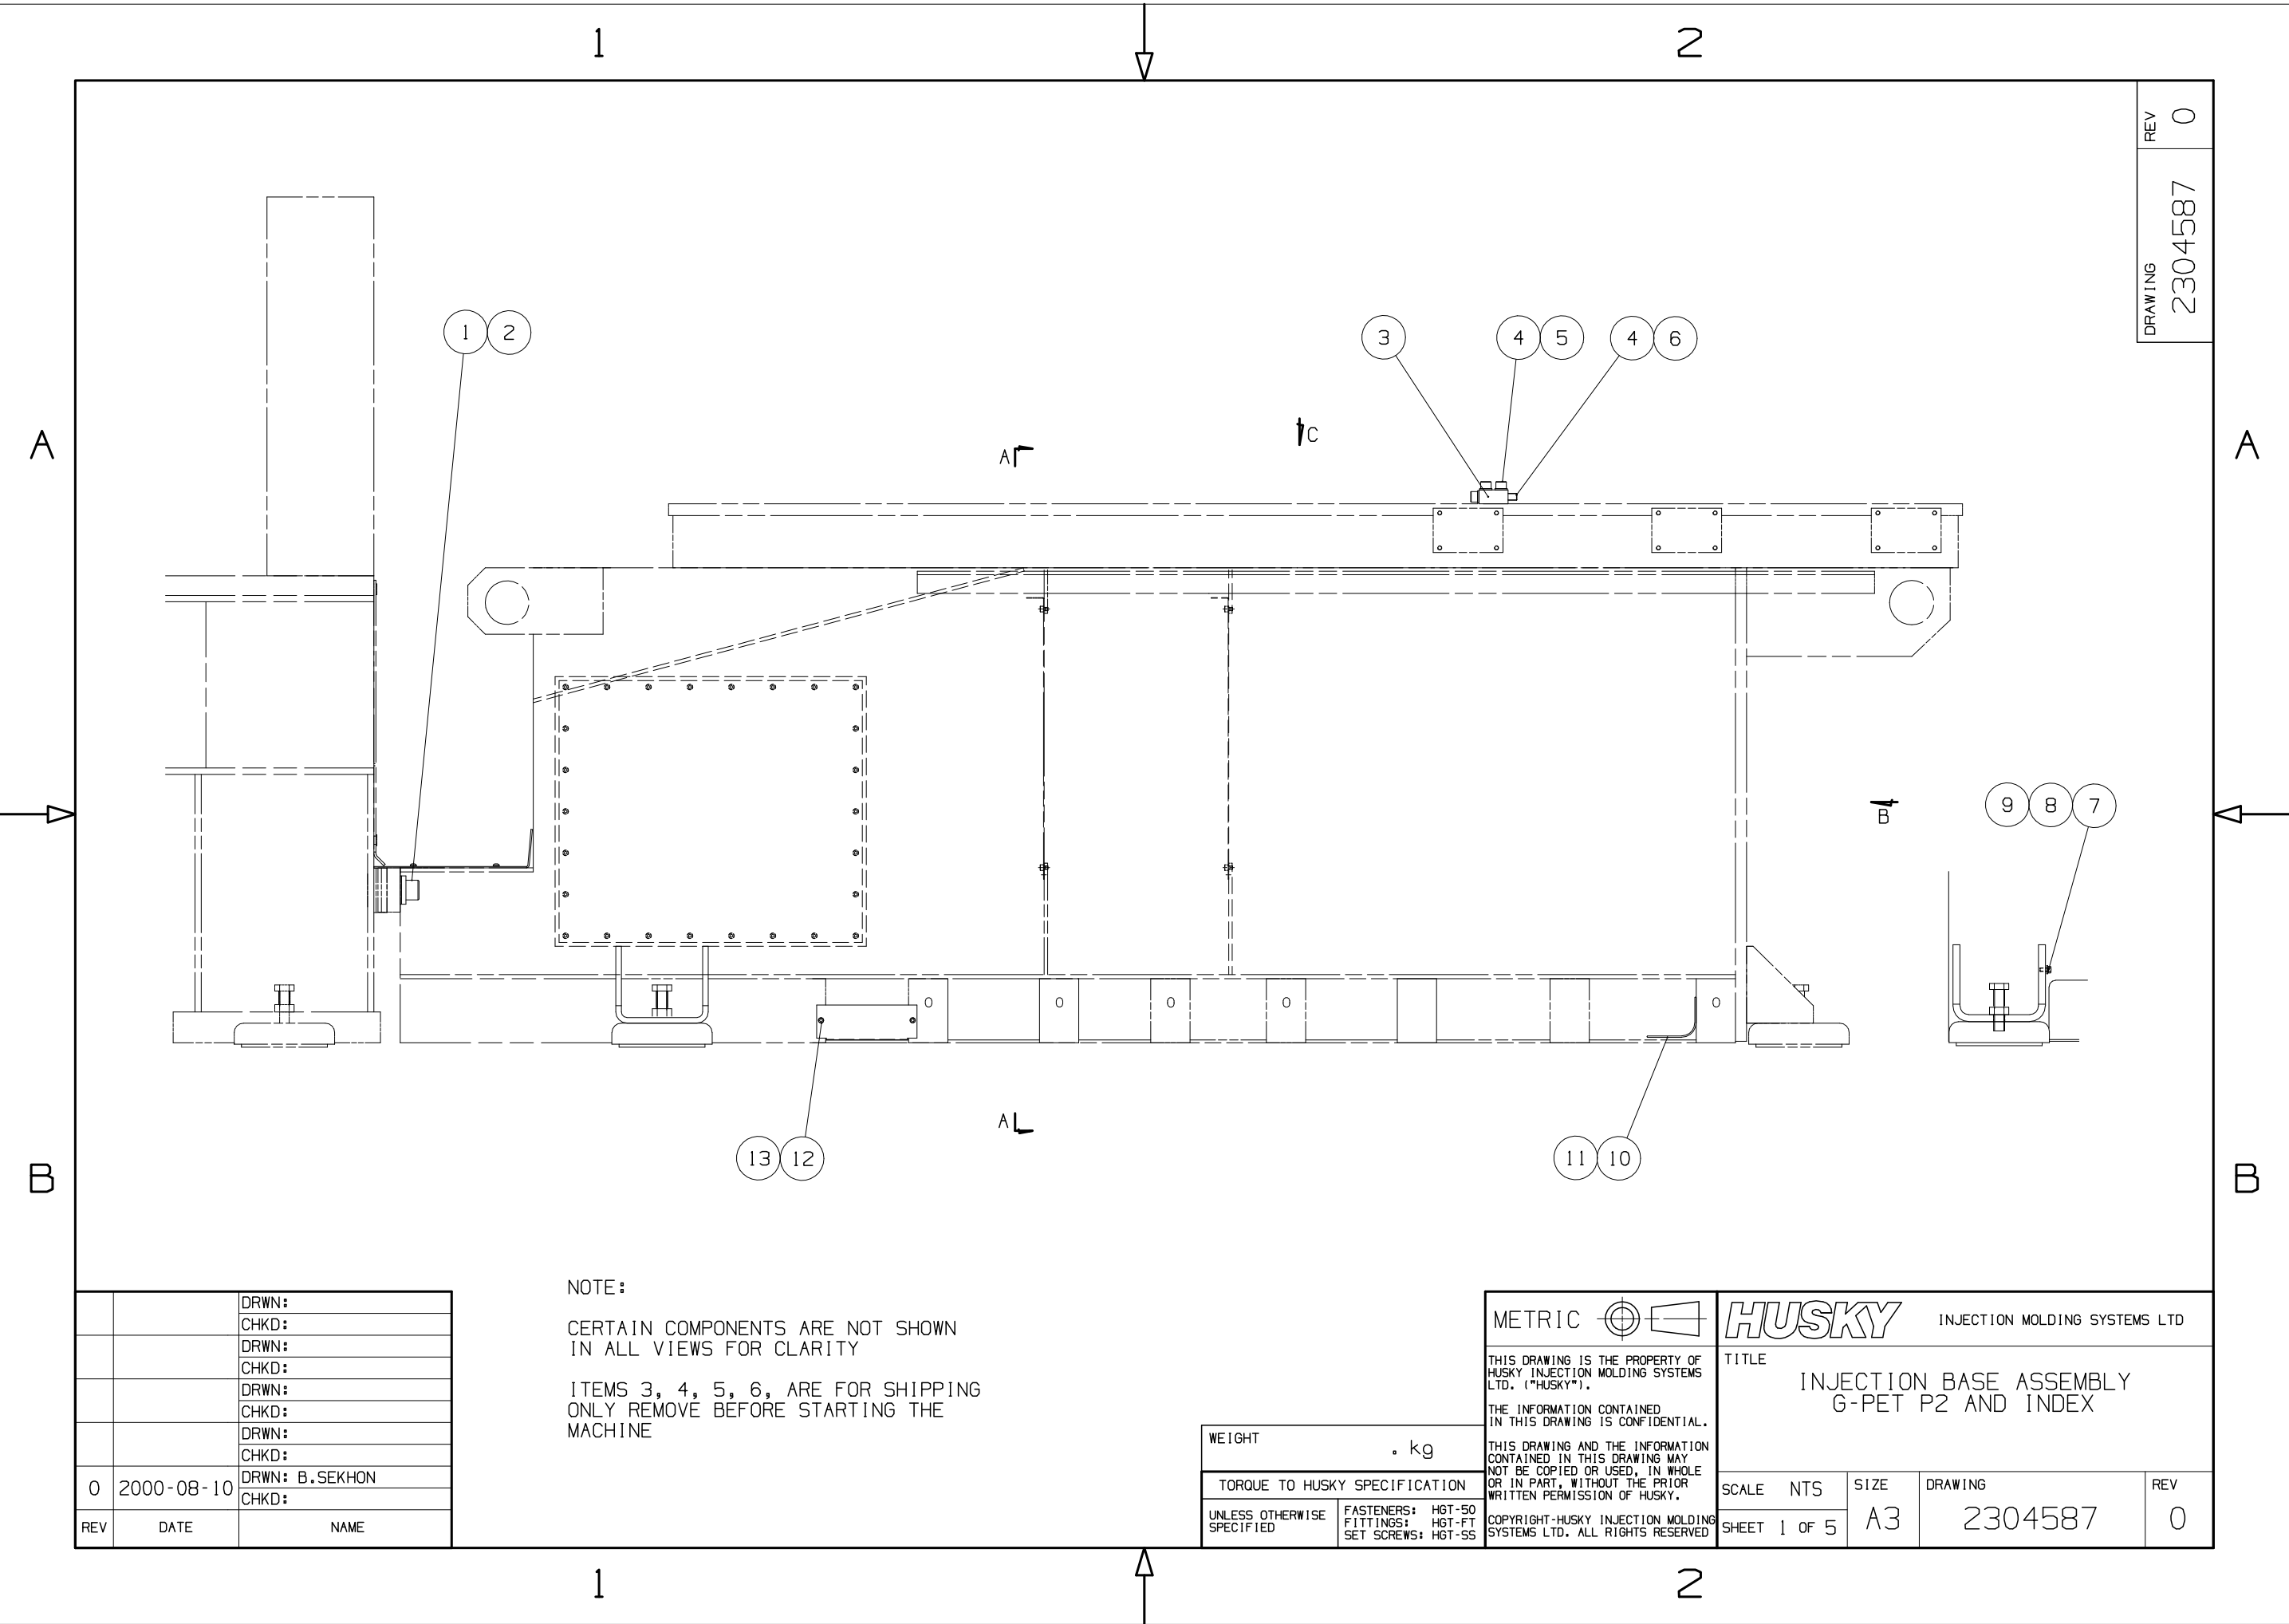 1
2
REV 0
DRAWING 2304587
1 2
3
4 5
4 6
A
A
A
C
B
9 8 7
A
13 12
11 10
B
B
NOTE:
CERTAIN COMPONENTS ARE NOT SHOWN
IN ALL VIEWS FOR CLARITY
ITEMS 3, 4, 5, 6, ARE FOR SHIPPING
ONLY REMOVE BEFORE STARTING THE
MACHINE
DRWN:
CHKD:
DRWN:
CHKD:
DRWN:
CHKD:
DRWN:
CHKD:
0 2000-08-10 DRWN: B.SEKHON
CHKD:
REV DATE NAME
WEIGHT . kg
TORQUE TO HUSKY SPECIFICATION
UNLESS OTHERWISE
SPECIFIED
FASTENERS: HGT-50
FITTINGS: HGT-FT
SET SCREWS: HGT-SS
METRIC
THIS DRAWING IS THE PROPERTY OF
HUSKY INJECTION MOLDING SYSTEMS
LTD. ("HUSKY").
THE INFORMATION CONTAINED
IN THIS DRAWING IS CONFIDENTIAL.
THIS DRAWING AND THE INFORMATION
CONTAINED IN THIS DRAWING MAY
NOT BE COPIED OR USED, IN WHOLE
OR IN PART, WITHOUT THE PRIOR
WRITTEN PERMISSION OF HUSKY.
COPYRIGHT-HUSKY INJECTION MOLDING
SYSTEMS LTD. ALL RIGHTS RESERVED
HUSKY INJECTION MOLDING SYSTEMS LTD
TITLE
INJECTION BASE ASSEMBLY
G-PET P2 AND INDEX
SCALE NTS
SHEET 1 OF 5
SIZE
A3
DRAWING
2304587
REV
0
1
2